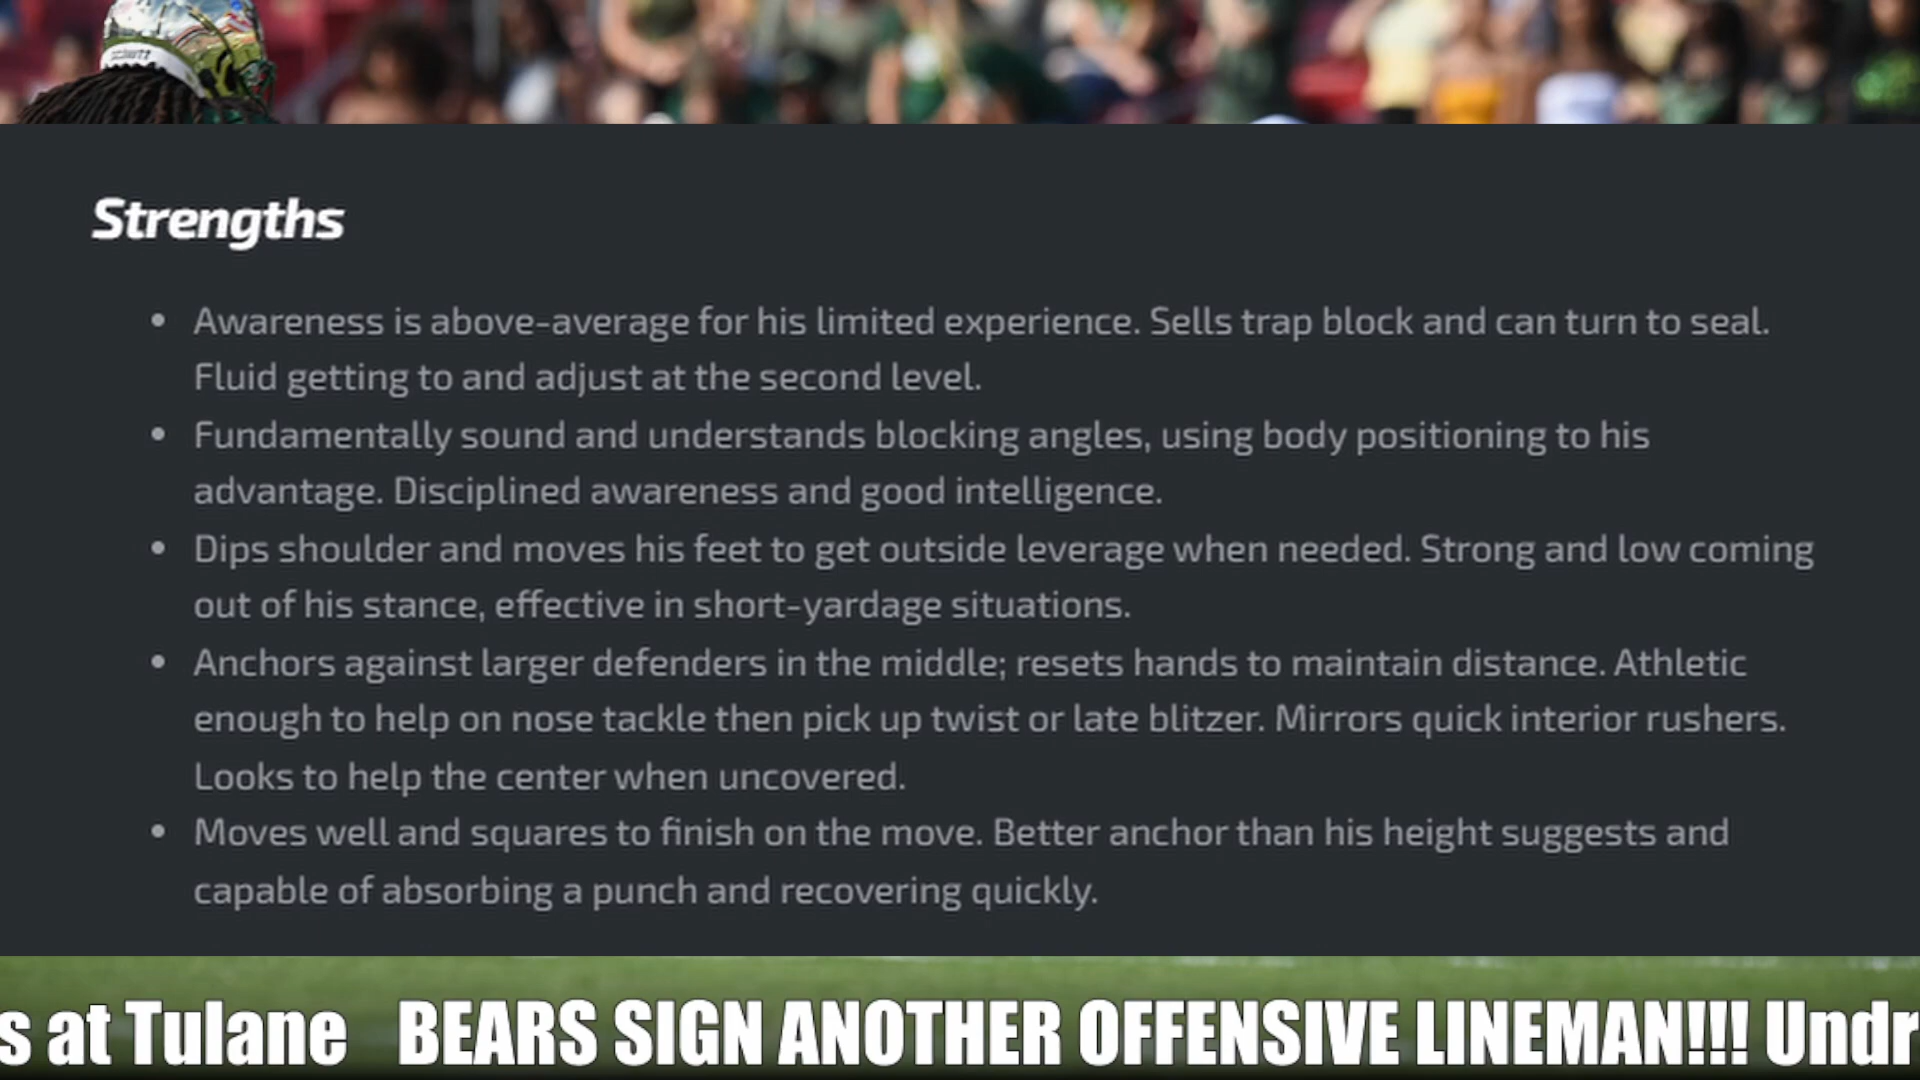 Strengths
Awareness is above-average for his limited experience. Sells trap block and can turn to seal.
Fluid getting to and adjust at the second level.
Fundamentally sound and understands blocking angles, using body positioning to his
advantage. Disciplined awareness and good intelligence.
Dips shoulder and moves his feet to get outside leverage when needed. Strong and low coming
out of his stance, effective in short-yardage situations.
Anchors against larger defenders in the middle; resets hands to maintain distance. Athletic
enough to help on nose tackle then pick up twist or late blitzer. Mirrors quick interior rushers.
Looks to help the center when uncovered.
Moves well and squares to finish on the move. Better anchor than his height suggests and
capable of absorbing a punch and recovering quickly.
s at Tulane BEARS SIGN ANOTHER OFFENSIVE LINEMAN!!! Undr